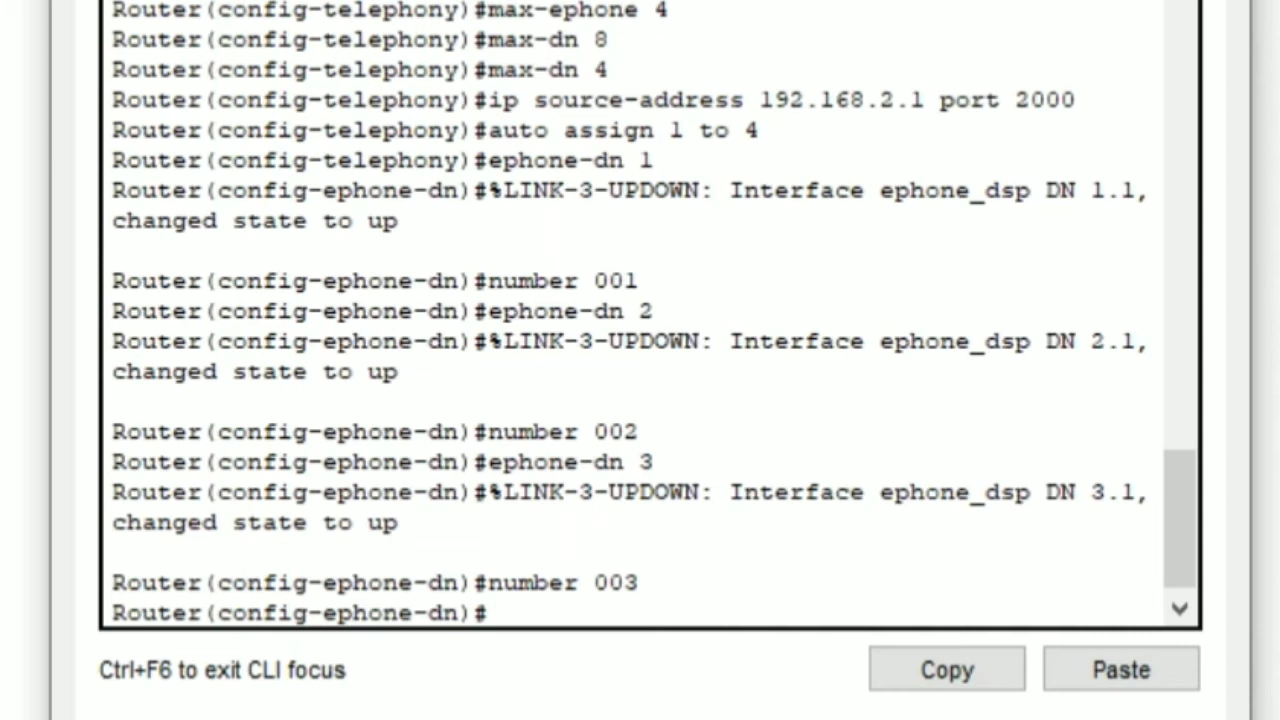 Router(config-telephony)#max-ephone 4
Router(config-telephony)#max-dn 8
Router(config-telephony)#max-dn 4
Router(config-telephony)#ip source-address 192.168.2.1 port 2000
Router(config-telephony)#auto assign 1 to 4
Router(config-telephony)#ephone-dn 1
Router(config-ephone-dn)#%LINK-3-UPDOWN: Interface ephone_dsp DN 1.1,
changed state to up
Router(config-ephone-dn)#number 001
Router(config-ephone-dn)#ephone-dn 2
Router(config-ephone-dn)#%LINK-3-UPDOWN: Interface ephone_dsp DN 2.1,
changed state to up
Router(config-ephone-dn)#number 002
Router(config-ephone-dn)#ephone-dn 3
Router(config-ephone-dn)#%LINK-3-UPDOWN: Interface ephone_dsp DN 3.1,
changed state to up
Router(config-ephone-dn)#number 003
Router(config-ephone-dn)#
Ctrl+F6 to exit CLI focus
Copy
Paste